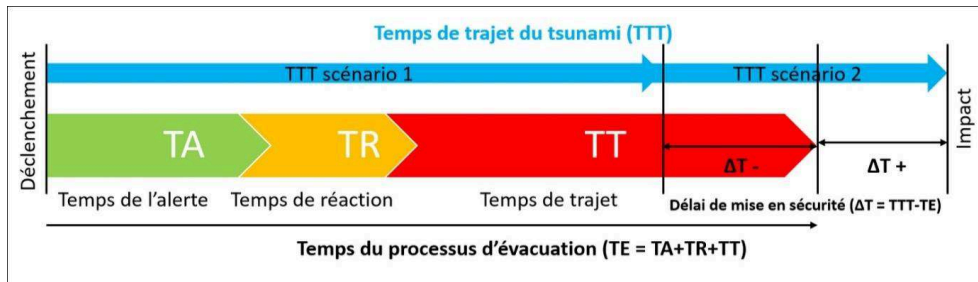 Temps de trajet du tsunami (TTT)
Déclenchement
TTT scénario 1
TTT scénario 2
Impact
TA
TR
TT
ΔT -
ΔT +
Temps de l’alerte
Temps de réaction
Temps de trajet
Délai de mise en sécurité (ΔT = TTT-TE)
Temps du processus d’évacuation (TE = TA+TR+TT)